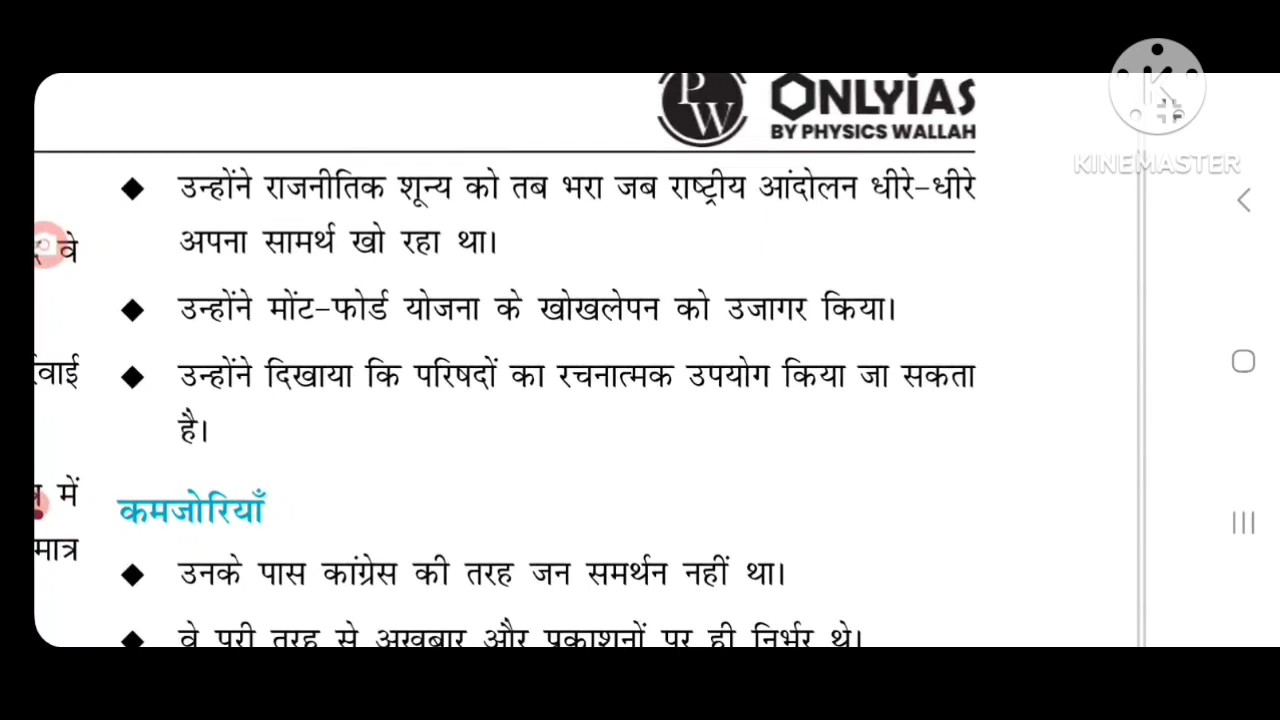 PW ONLYIAS
BY PHYSICS WALLAH
KINEMASTER
◆ उन्होंने राजनीतिक शून्य को तब भरा जब राष्ट्रीय आंदोलन धीरे-धीरे
अपना सामर्थ खो रहा था।
वे
◆ उन्होंने मोंट-फोर्ड योजना के खोखलेपन को उजागर किया।
◆ उन्होंने दिखाया कि परिषदों का रचनात्मक उपयोग किया जा सकता
है।
में
कमजोरियाँ
मात्र
◆ उनके पास कांग्रेस की तरह जन समर्थन नहीं था।
◆ वे पूरी तरह से अखबार और प्रकाशनों पर ही निर्भर थे।